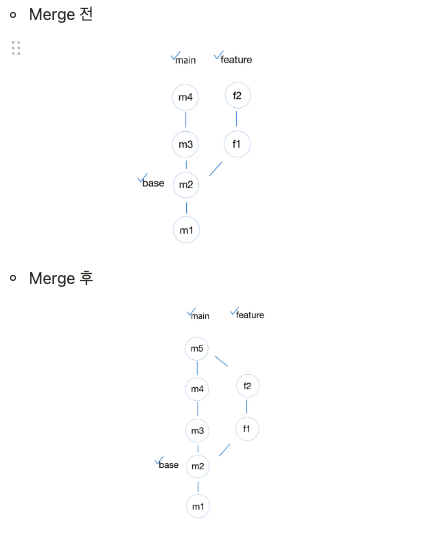 Merge 전
main feature
m4 f2
m3 f1
base m2
m1
Merge 후
main feature
m5
m4 f2
m3 f1
base m2
m1